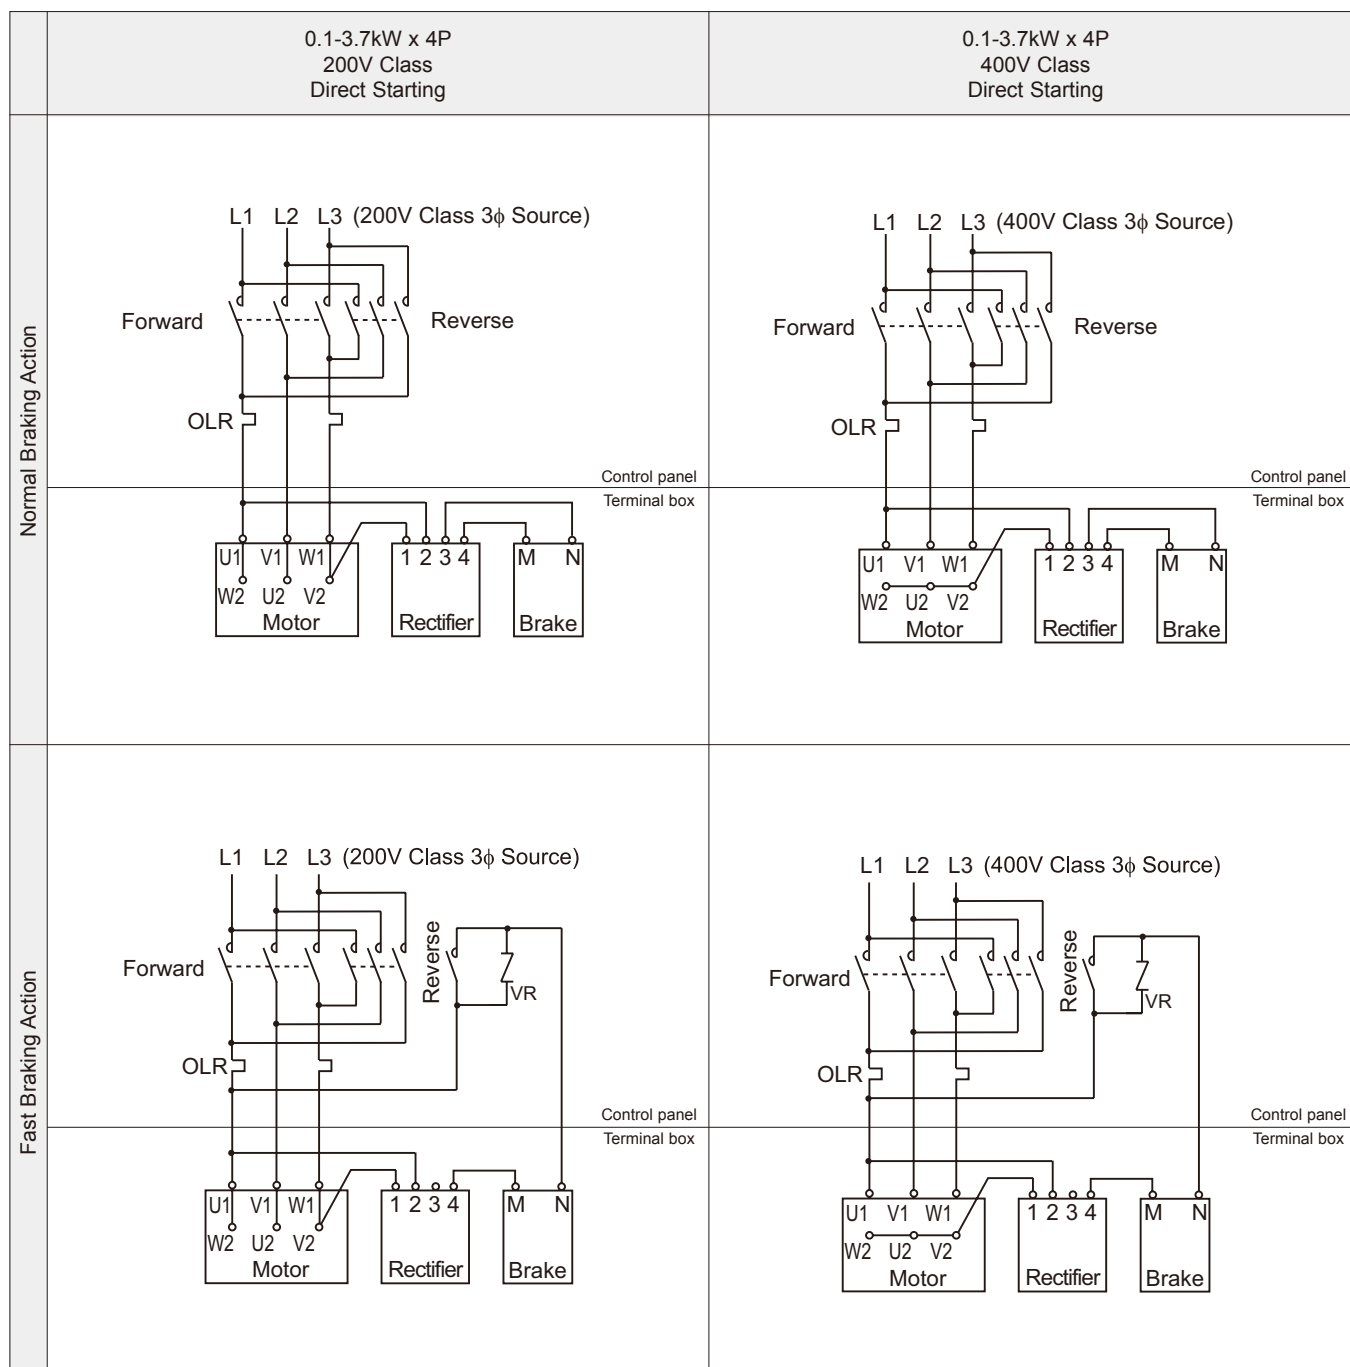 0.1-3.7kW x 4P
200V Class
Direct Starting
0.1-3.7kW x 4P
400V Class
Direct Starting
Normal Braking Action
L1 L2 L3 (200V Class 3ϕ Source)
Forward Reverse
OLR
Control panel
Terminal box
U1 V1 W1 1 2 3 4 M N
W2 U2 V2
Motor Rectifier Brake
L1 L2 L3 (400V Class 3ϕ Source)
Forward Reverse
OLR
Control panel
Terminal box
U1 V1 W1 1 2 3 4 M N
W2 U2 V2
Motor Rectifier Brake
Fast Braking Action
L1 L2 L3 (200V Class 3ϕ Source)
Forward Reverse
VR
OLR
Control panel
Terminal box
U1 V1 W1 1 2 3 4 M N
W2 U2 V2
Motor Rectifier Brake
L1 L2 L3 (400V Class 3ϕ Source)
Forward Reverse
VR
OLR
Control panel
Terminal box
U1 V1 W1 1 2 3 4 M N
W2 U2 V2
Motor Rectifier Brake